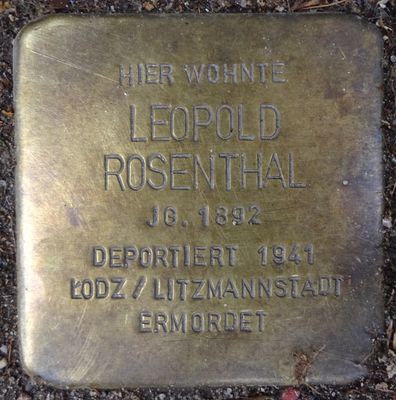 HIER WOHNTE
LEOPOLD
ROSENTHAL
JG. 1892
DEPORTIERT 1941
ŁODZ / LITZMANNSTADT
ERMORDET